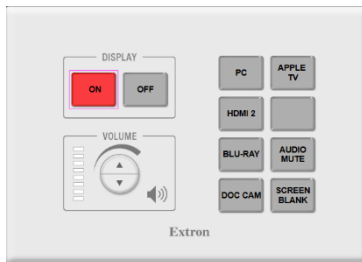 DISPLAY
ON
OFF
VOLUME
PC
APPLE
TV
HDMI 2
BLU-RAY
AUDIO
MUTE
DOC CAM
SCREEN
BLANK
Extron